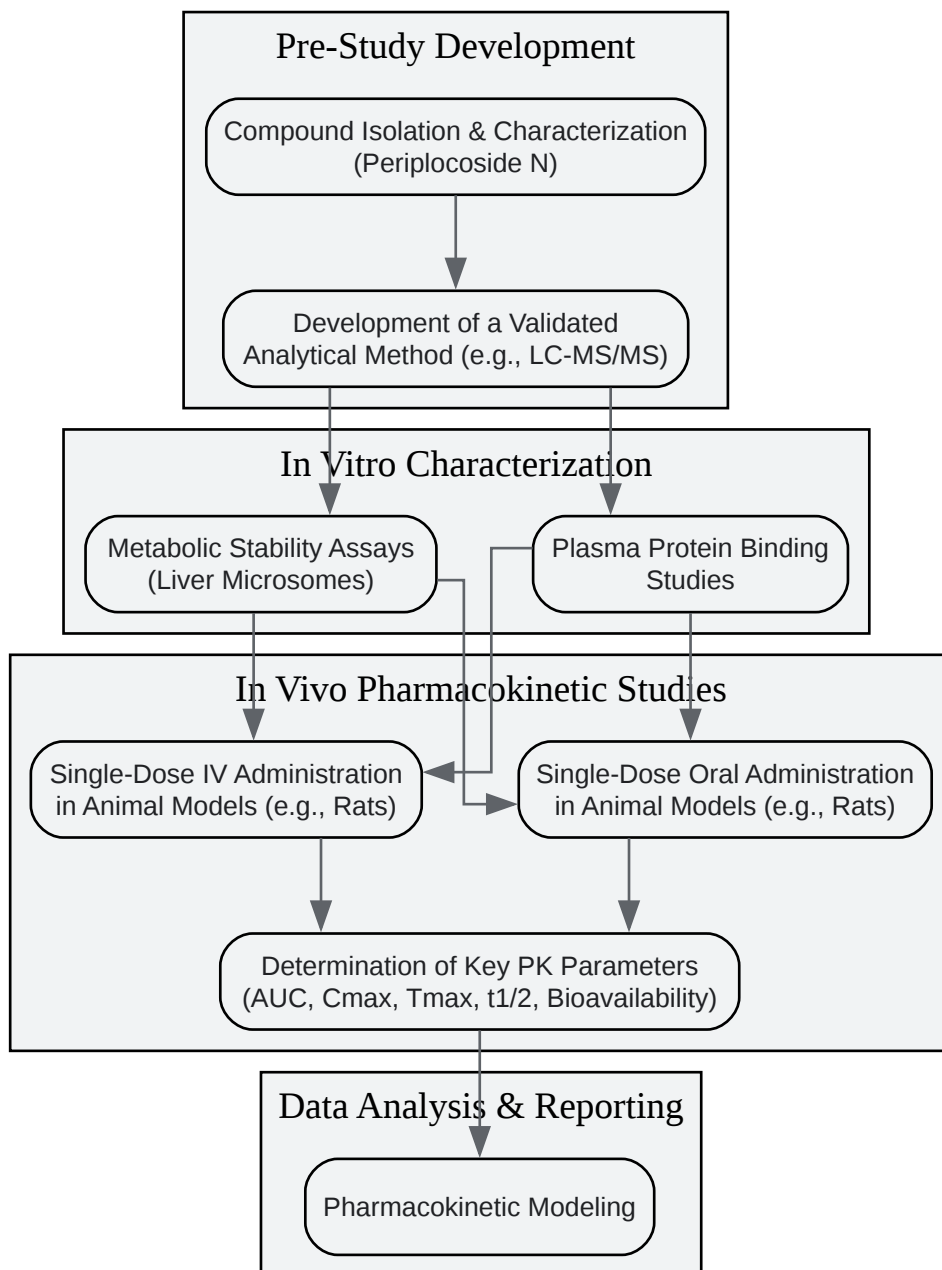 Pre-Study Development
Compound Isolation & Characterization
(Periplocoside N)
Development of a Validated
Analytical Method (e.g., LC-MS/MS)
In Vitro Characterization
Metabolic Stability Assays
(Liver Microsomes)
Plasma Protein Binding
Studies
In Vivo Pharmacokinetic Studies
Single-Dose IV Administration
in Animal Models (e.g., Rats)
Single-Dose Oral Administration
in Animal Models (e.g., Rats)
Determination of Key PK Parameters
(AUC, Cmax, Tmax, t1/2, Bioavailability)
Data Analysis & Reporting
Pharmacokinetic Modeling